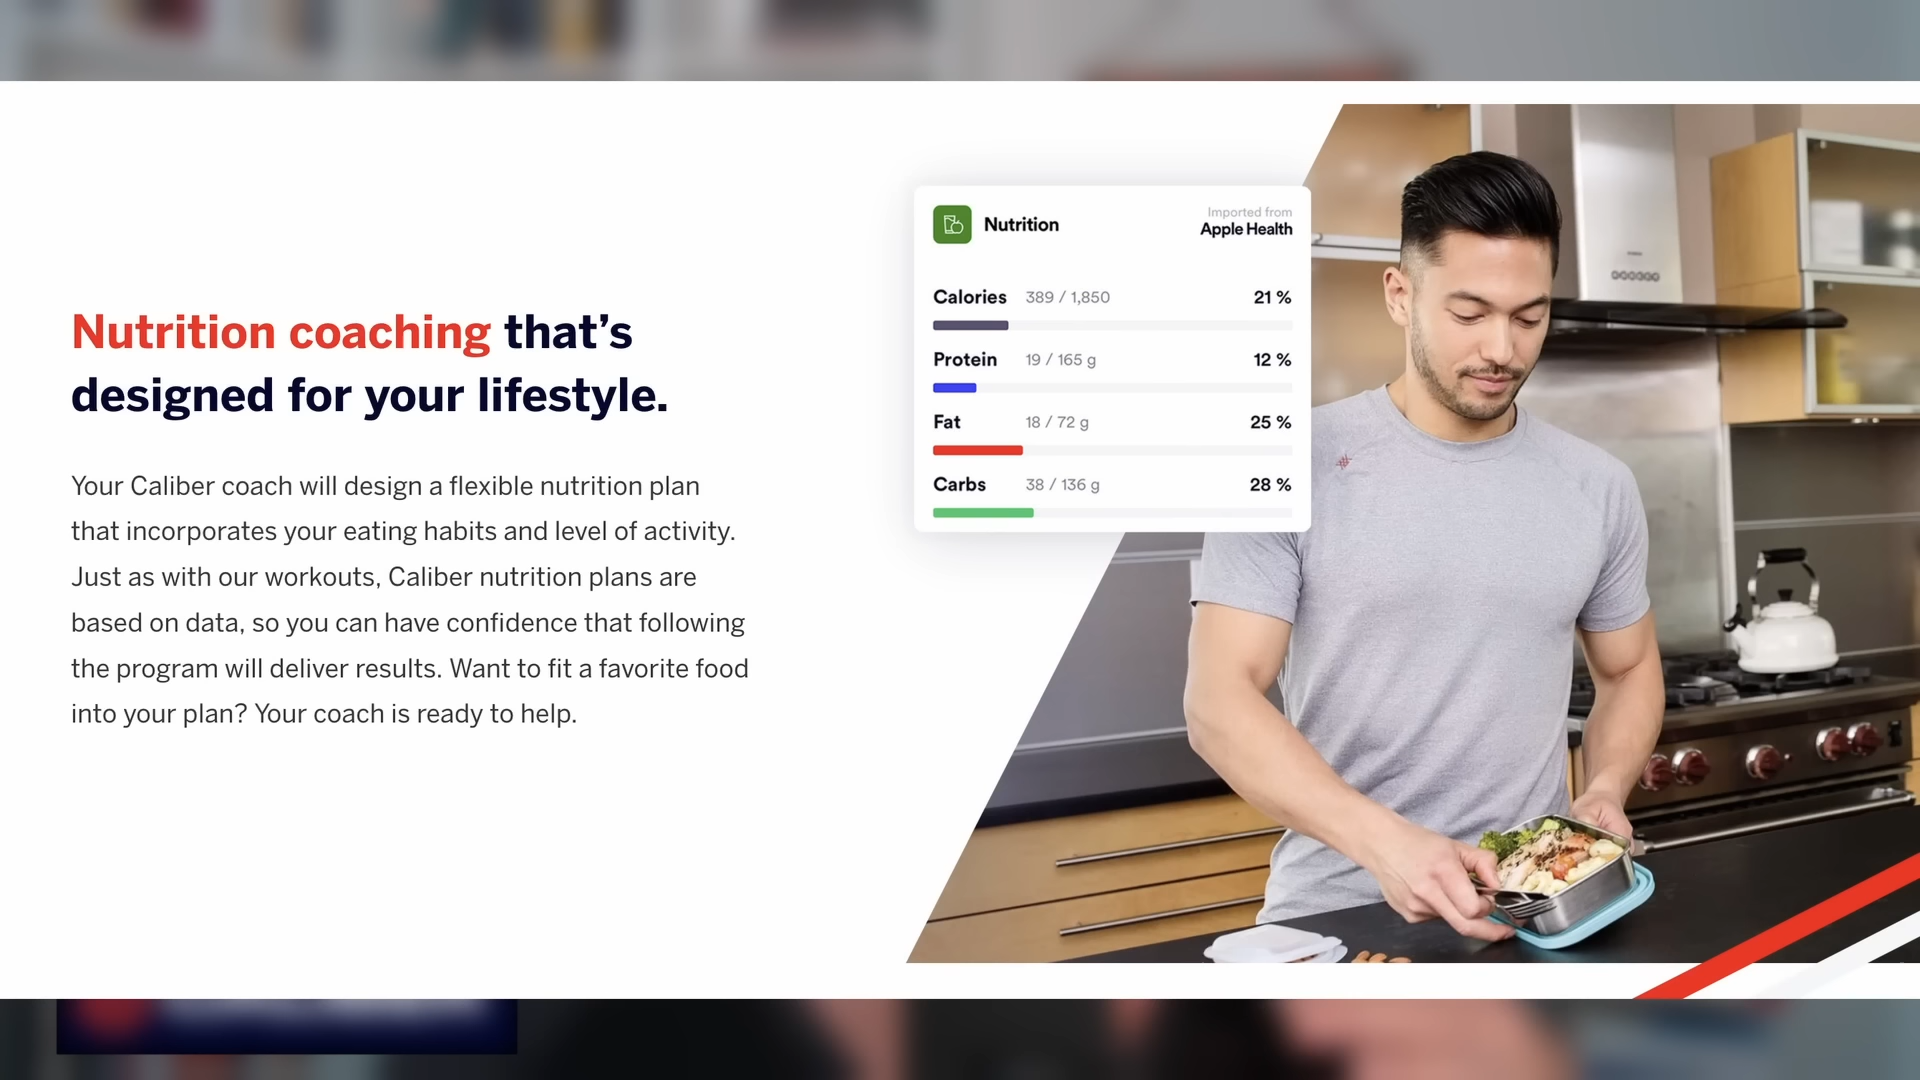 Nutrition coaching that’s
designed for your lifestyle.
Your Caliber coach will design a flexible nutrition plan
that incorporates your eating habits and level of activity.
Just as with our workouts, Caliber nutrition plans are
based on data, so you can have confidence that following
the program will deliver results. Want to fit a favorite food
into your plan? Your coach is ready to help.
Nutrition
Imported from
Apple Health
Calories 389 / 1,850 21 %
Protein 19 / 165 g 12 %
Fat 18 / 72 g 25 %
Carbs 38 / 136 g 28 %